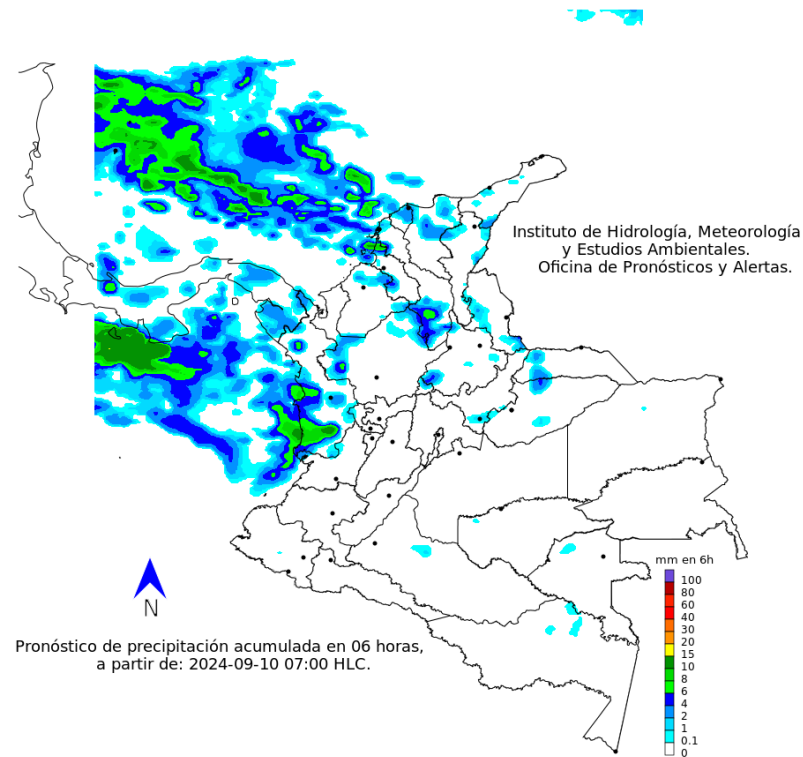 Instituto de Hidrología, Meteorología
y Estudios Ambientales.
Oficina de Pronósticos y Alertas.
N
Pronóstico de precipitación acumulada en 06 horas,
a partir de: 2024-09-10 07:00 HLC.
mm en 6h
100
80
60
40
30
20
15
10
8
6
4
2
1
0.1
0